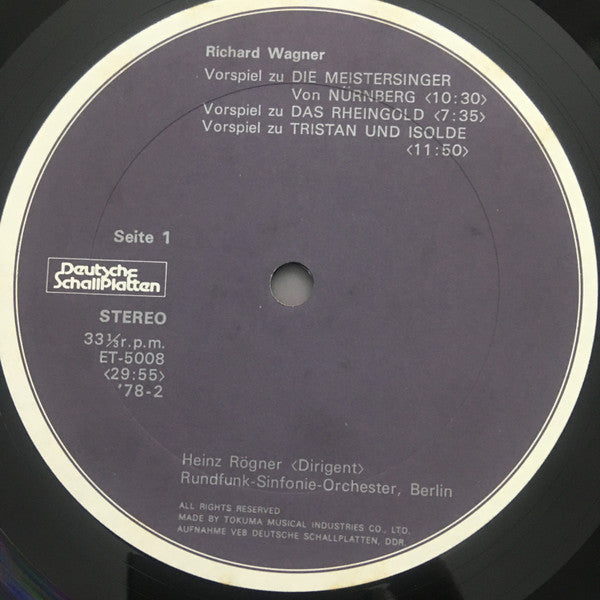 Richard Wagner
Vorspiel zu DIE MEISTERSINGER
Von NÜRNBERG <10:30>
Vorspiel zu DAS RHEINGOLD <7:35>
Vorspiel zu TRISTAN UND ISOLDE
<11:50>
Seite 1
Deutsche
SchallPlatten
STEREO
33⅓r.p.m.
ET-5008
<29:55>
'78-2
Heinz Rögner <Dirigent>
Rundfunk-Sinfonie-Orchester, Berlin
ALL RIGHTS RESERVED
MADE BY TOKUMA MUSICAL INDUSTRIES CO., LTD.
AUFNAHME VEB DEUTSCHE SCHALLPLATTEN, DDR.